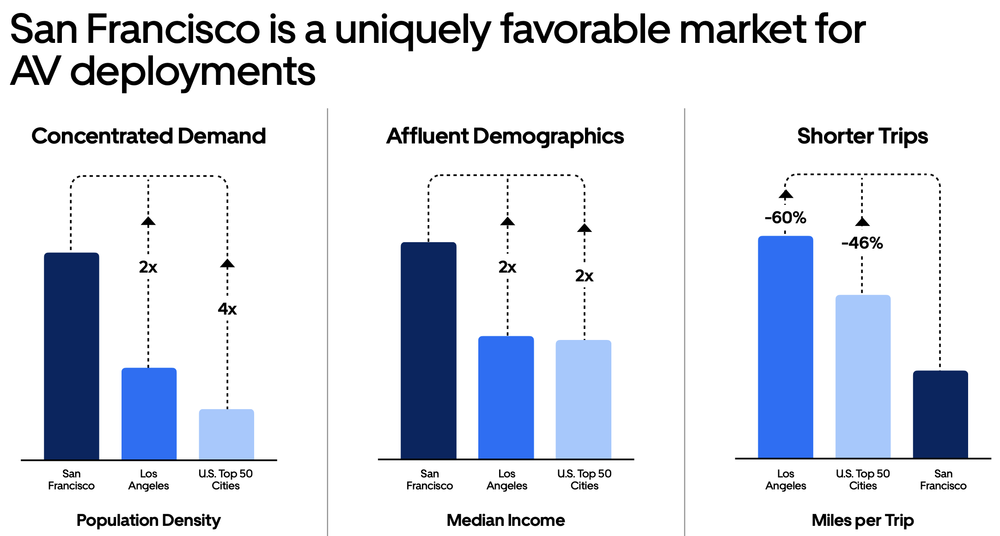 San Francisco is a uniquely favorable market for
AV deployments
Concentrated Demand
2x
4x
San
Francisco
Los
Angeles
U.S. Top 50
Cities
Population Density
Affluent Demographics
2x
2x
San
Francisco
Los
Angeles
U.S. Top 50
Cities
Median Income
Shorter Trips
-60%
-46%
Los
Angeles
U.S. Top 50
Cities
San
Francisco
Miles per Trip